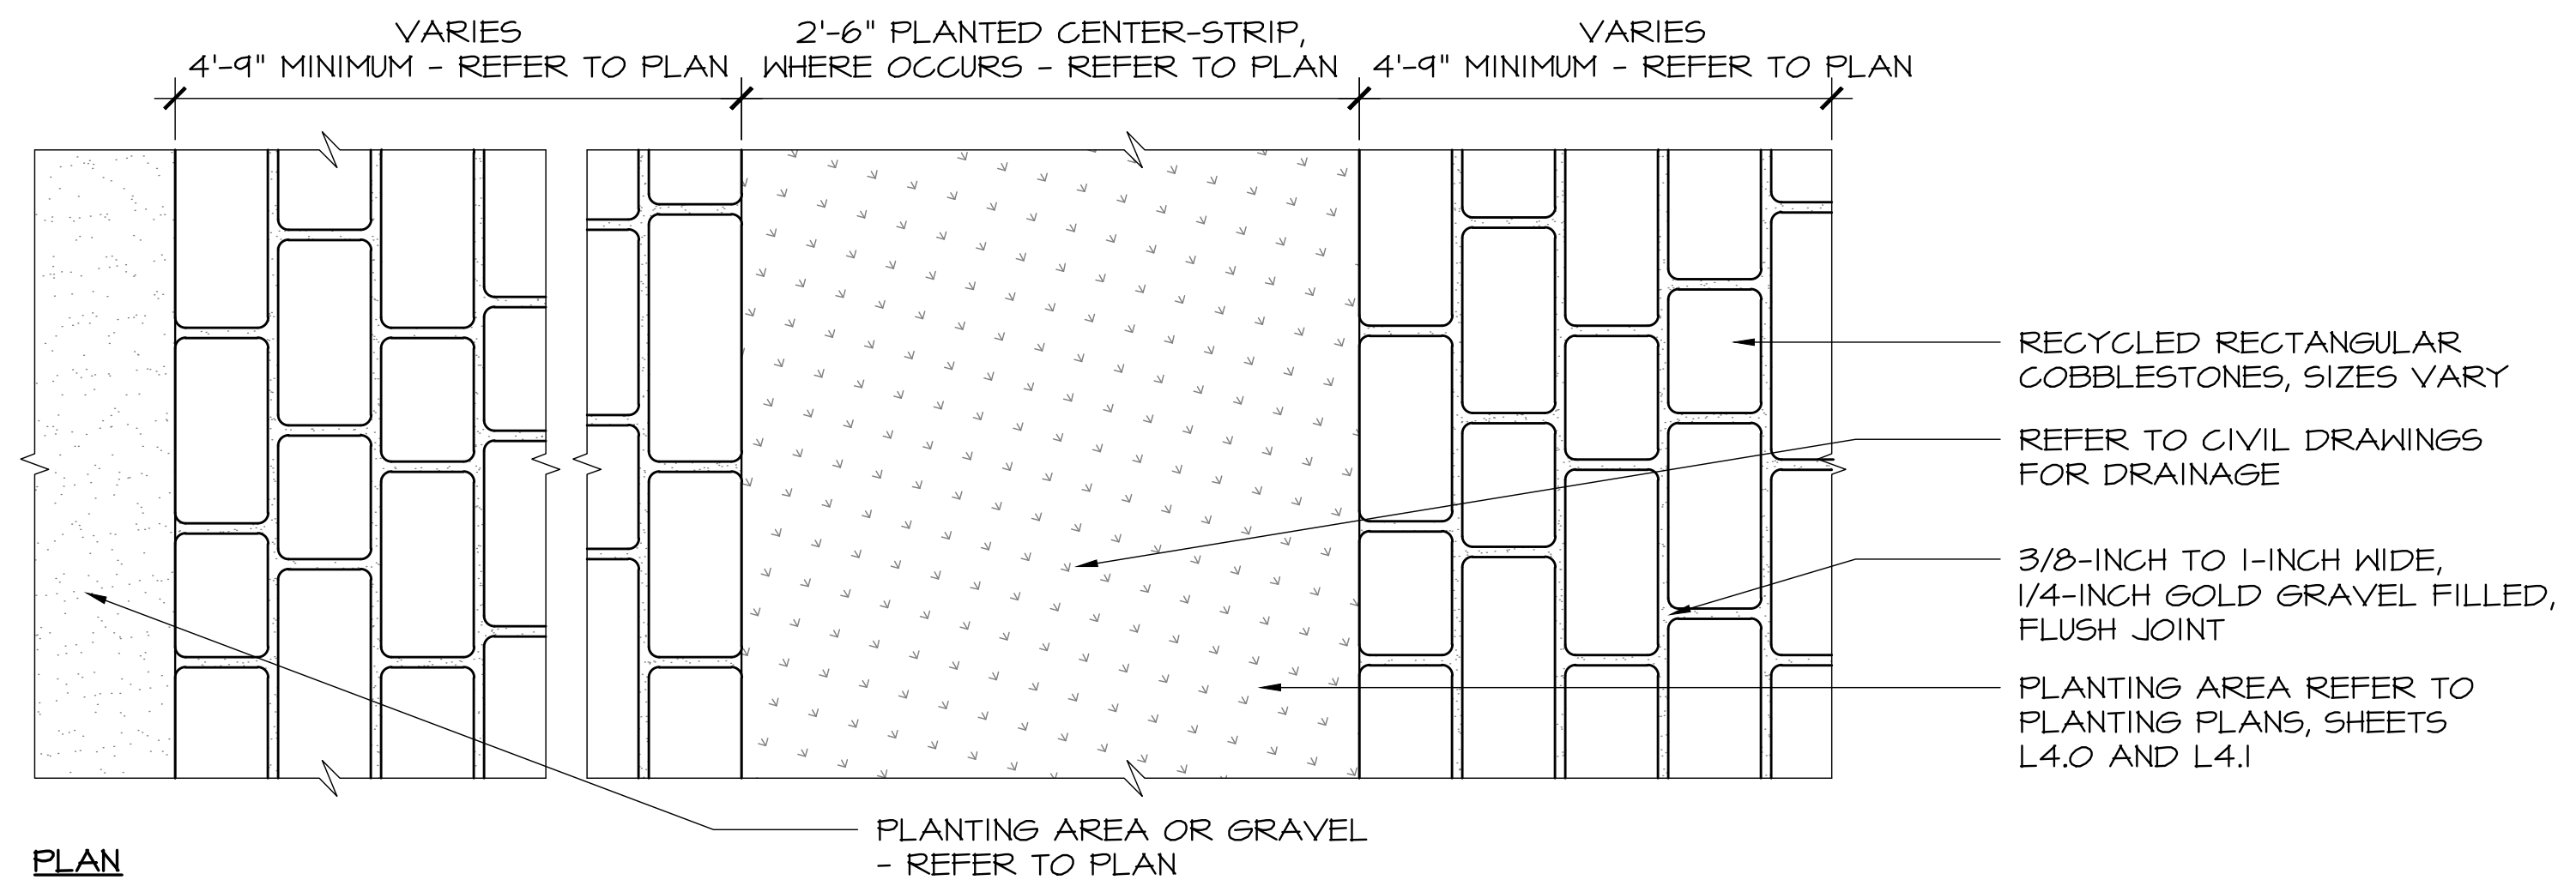 VARIES
4'-9" MINIMUM - REFER TO PLAN
2'-6" PLANTED CENTER-STRIP,
WHERE OCCURS - REFER TO PLAN
VARIES
4'-9" MINIMUM - REFER TO PLAN
RECYCLED RECTANGULAR
COBBLESTONES, SIZES VARY
REFER TO CIVIL DRAWINGS
FOR DRAINAGE
3/8-INCH TO 1-INCH WIDE,
1/4-INCH GOLD GRAVEL FILLED,
FLUSH JOINT
PLANTING AREA REFER TO
PLANTING PLANS, SHEETS
L4.0 AND L4.1
PLANTING AREA OR GRAVEL
- REFER TO PLAN
PLAN